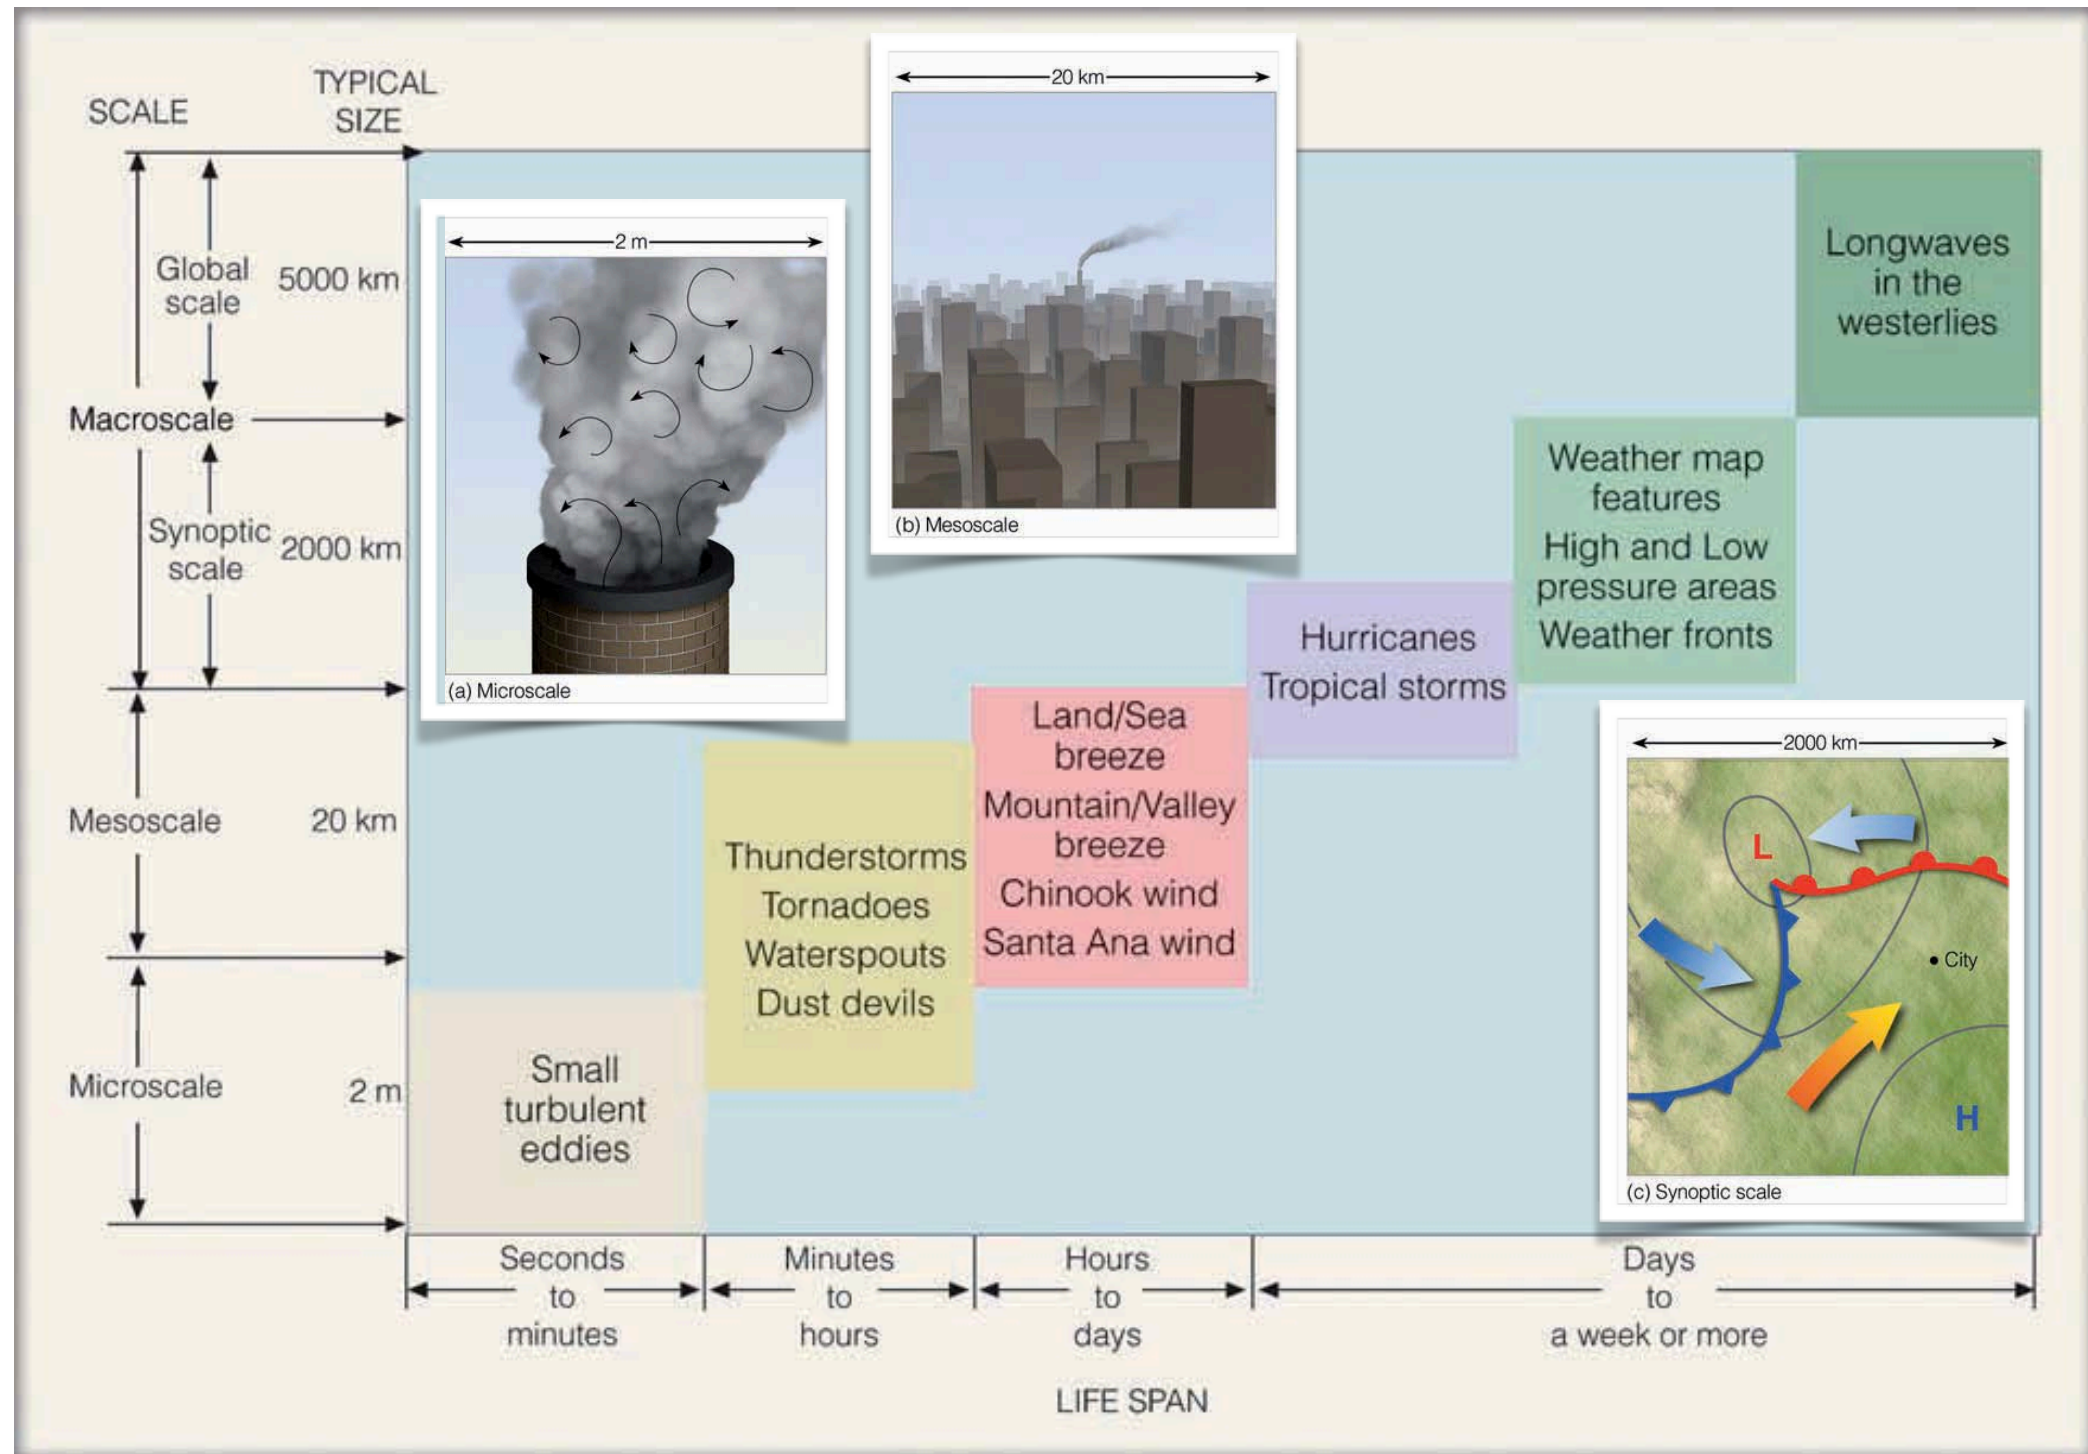 SCALE
TYPICAL
SIZE
Global
scale
5000 km
Macroscale
Synoptic
scale
2000 km
Mesoscale
20 km
Microscale
2 m
2 m
(a) Microscale
20 km
(b) Mesoscale
2000 km
L
City
H
(c) Synoptic scale
Small
turbulent
eddies
Thunderstorms
Tornadoes
Waterspouts
Dust devils
Land/Sea
breeze
Mountain/Valley
breeze
Chinook wind
Santa Ana wind
Hurricanes
Tropical storms
Weather map
features
High and Low
pressure areas
Weather fronts
Longwaves
in the
westerlies
Seconds
to
minutes
Minutes
to
hours
Hours
to
days
Days
to
a week or more
LIFE SPAN